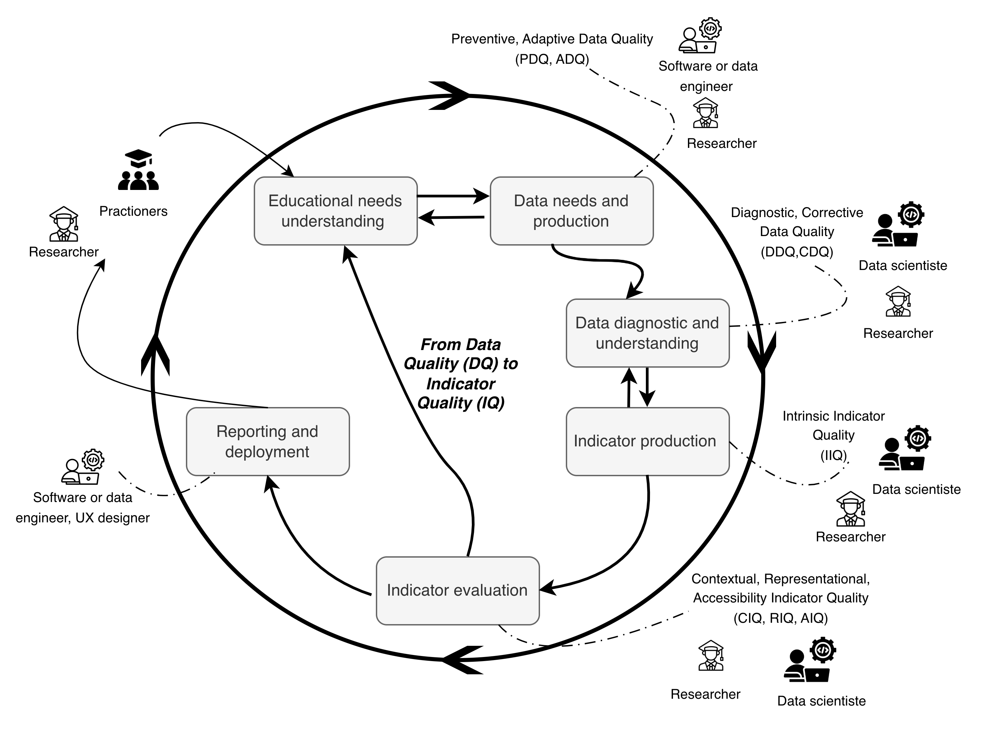 Preventive, Adaptive Data Quality
(PDQ, ADQ)
Software or data
engineer
Researcher
Practioners
Researcher
Educational needs
understanding
Data needs and
production
Diagnostic, Corrective
Data Quality
(DDQ,CDQ)
Data scientiste
Researcher
Data diagnostic and
understanding
From Data
Quality (DQ) to
Indicator
Quality (IQ)
Reporting and
deployment
Indicator production
Intrinsic Indicator
Quality
(IIQ)
Data scientiste
Researcher
Software or data
engineer, UX designer
Indicator evaluation
Contextual, Representational,
Accessibility Indicator Quality
(CIQ, RIQ, AIQ)
Researcher
Data scientiste